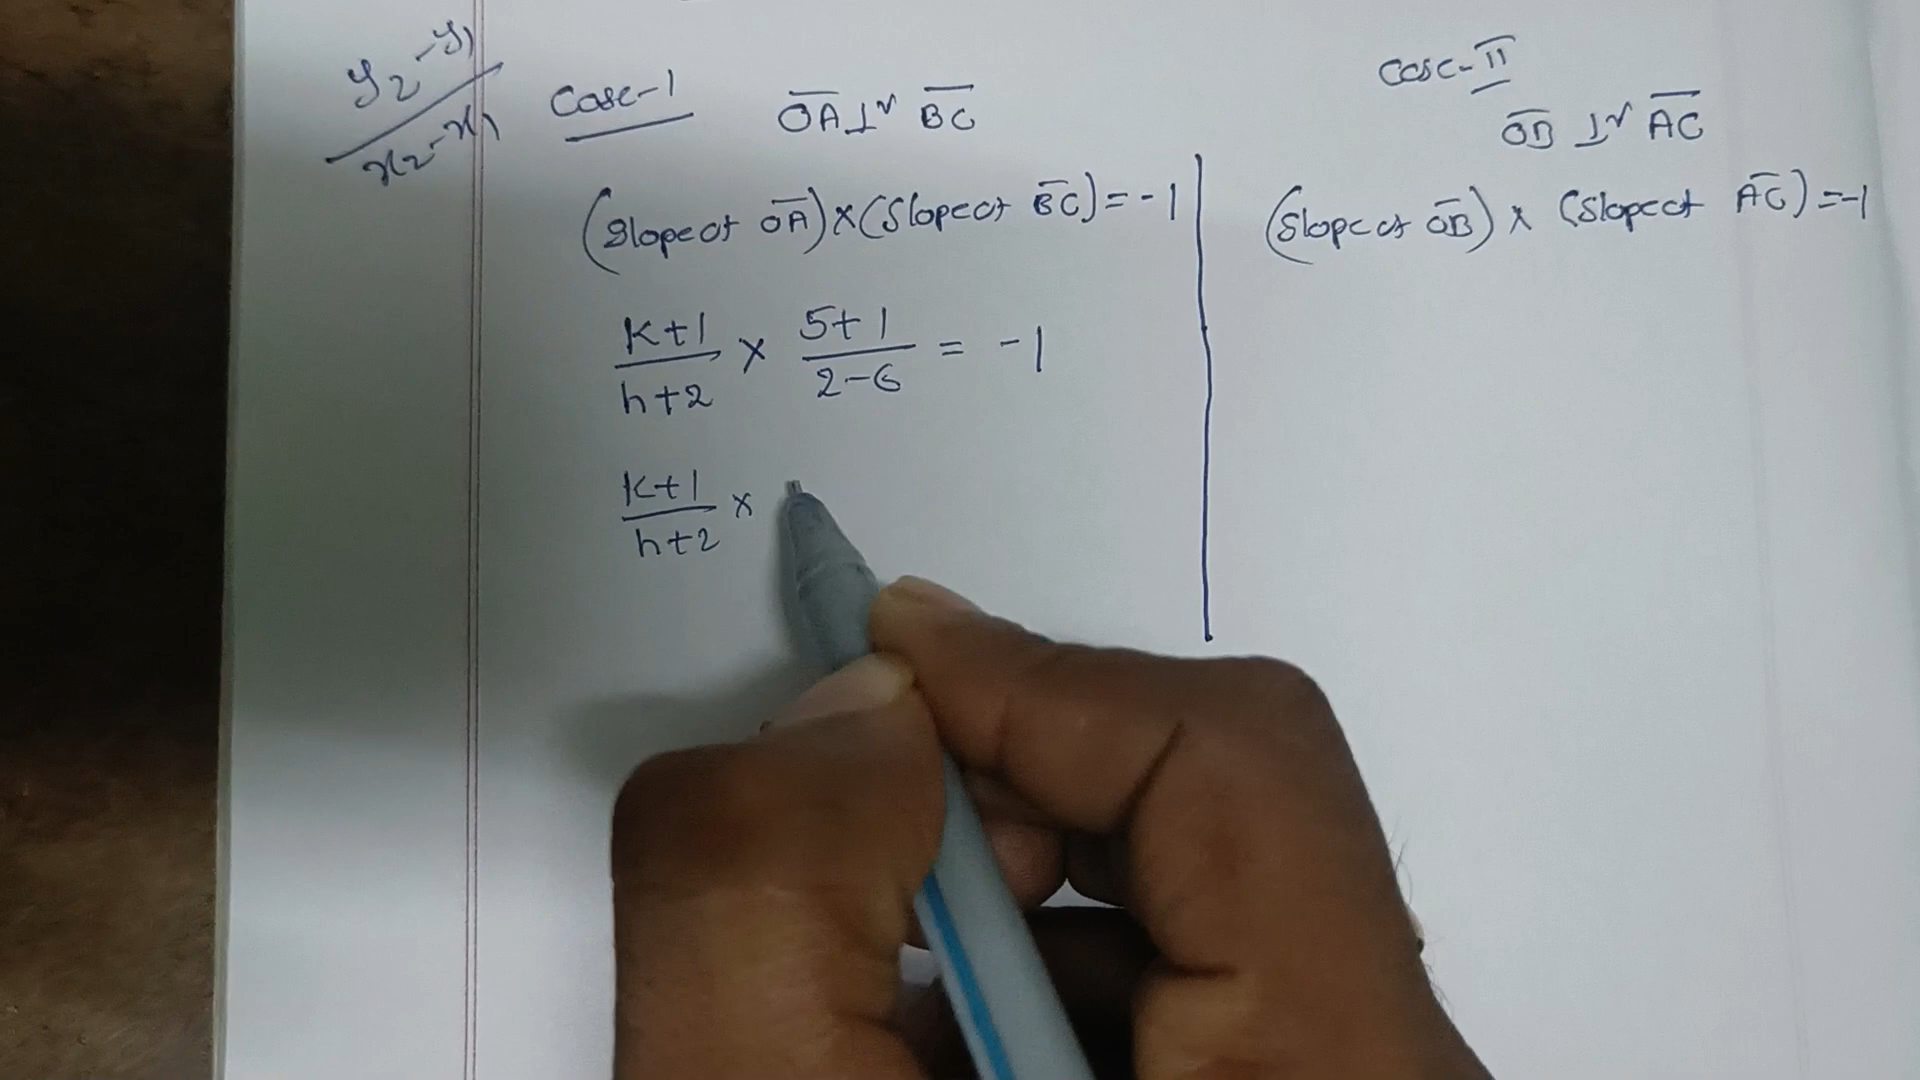 y₂-y₁
x₂-x₁
Case-1
OA ⊥r BC
(Slope of OA)×(Slope of BC)=-1
K+1/h+2 × 5+1/2-6 = -1
K+1/h+2 ×
Case-II
OB ⊥r AC
(Slope of OB) × (Slope of AC)=-1